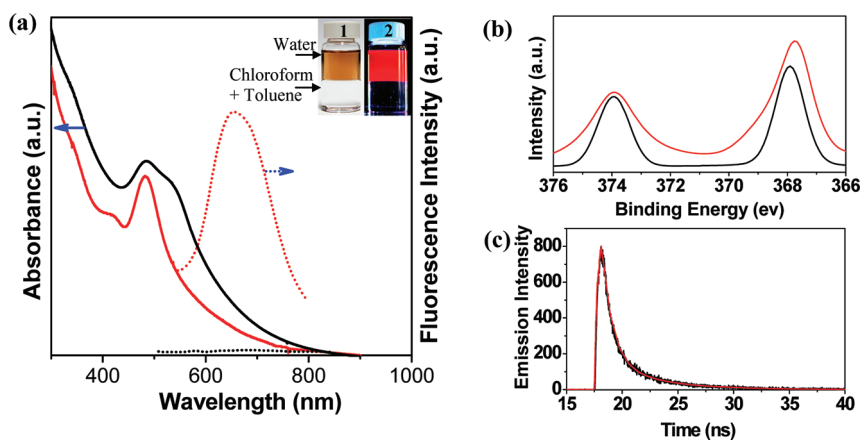 (a)
1
2
Water
Chloroform
+ Toluene
Absorbance (a.u.)
Fluorescence Intensity (a.u.)
400
600
800
1000
Wavelength (nm)
(b)
Intensity (a.u.)
376
374
372
370
368
366
Binding Energy (ev)
(c)
Emission Intensity
800
600
400
200
0
15
20
25
30
35
40
Time (ns)